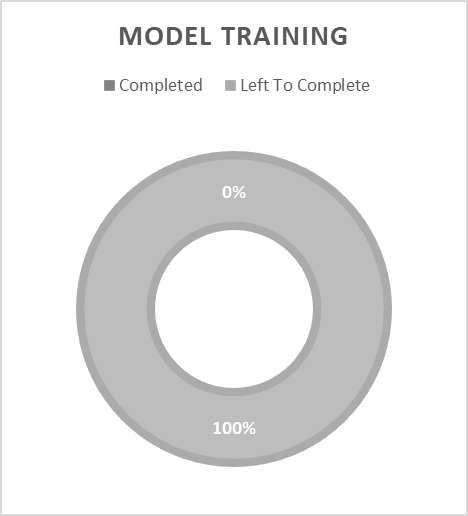 MODEL TRAINING
Completed Left To Complete
0%
100%